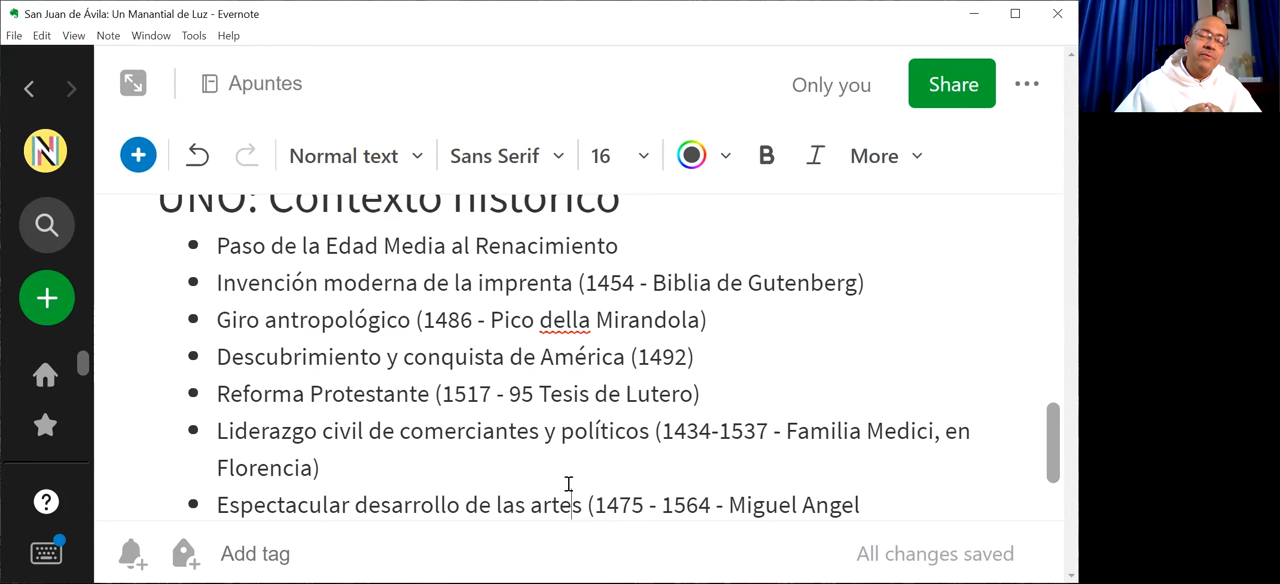 San Juan de Ávila: Un Manantial de Luz - Evernote
File Edit View Note Window Tools Help
Apuntes
Only you
Share
Normal text
Sans Serif
16
B
I
More
UNO: Contexto histórico
Paso de la Edad Media al Renacimiento
Invención moderna de la imprenta (1454 - Biblia de Gutenberg)
Giro antropológico (1486 - Pico della Mirandola)
Descubrimiento y conquista de América (1492)
Reforma Protestante (1517 - 95 Tesis de Lutero)
Liderazgo civil de comerciantes y políticos (1434-1537 - Familia Medici, en
Florencia)
Espectacular desarrollo de las artes (1475 - 1564 - Miguel Angel
Add tag
All changes saved